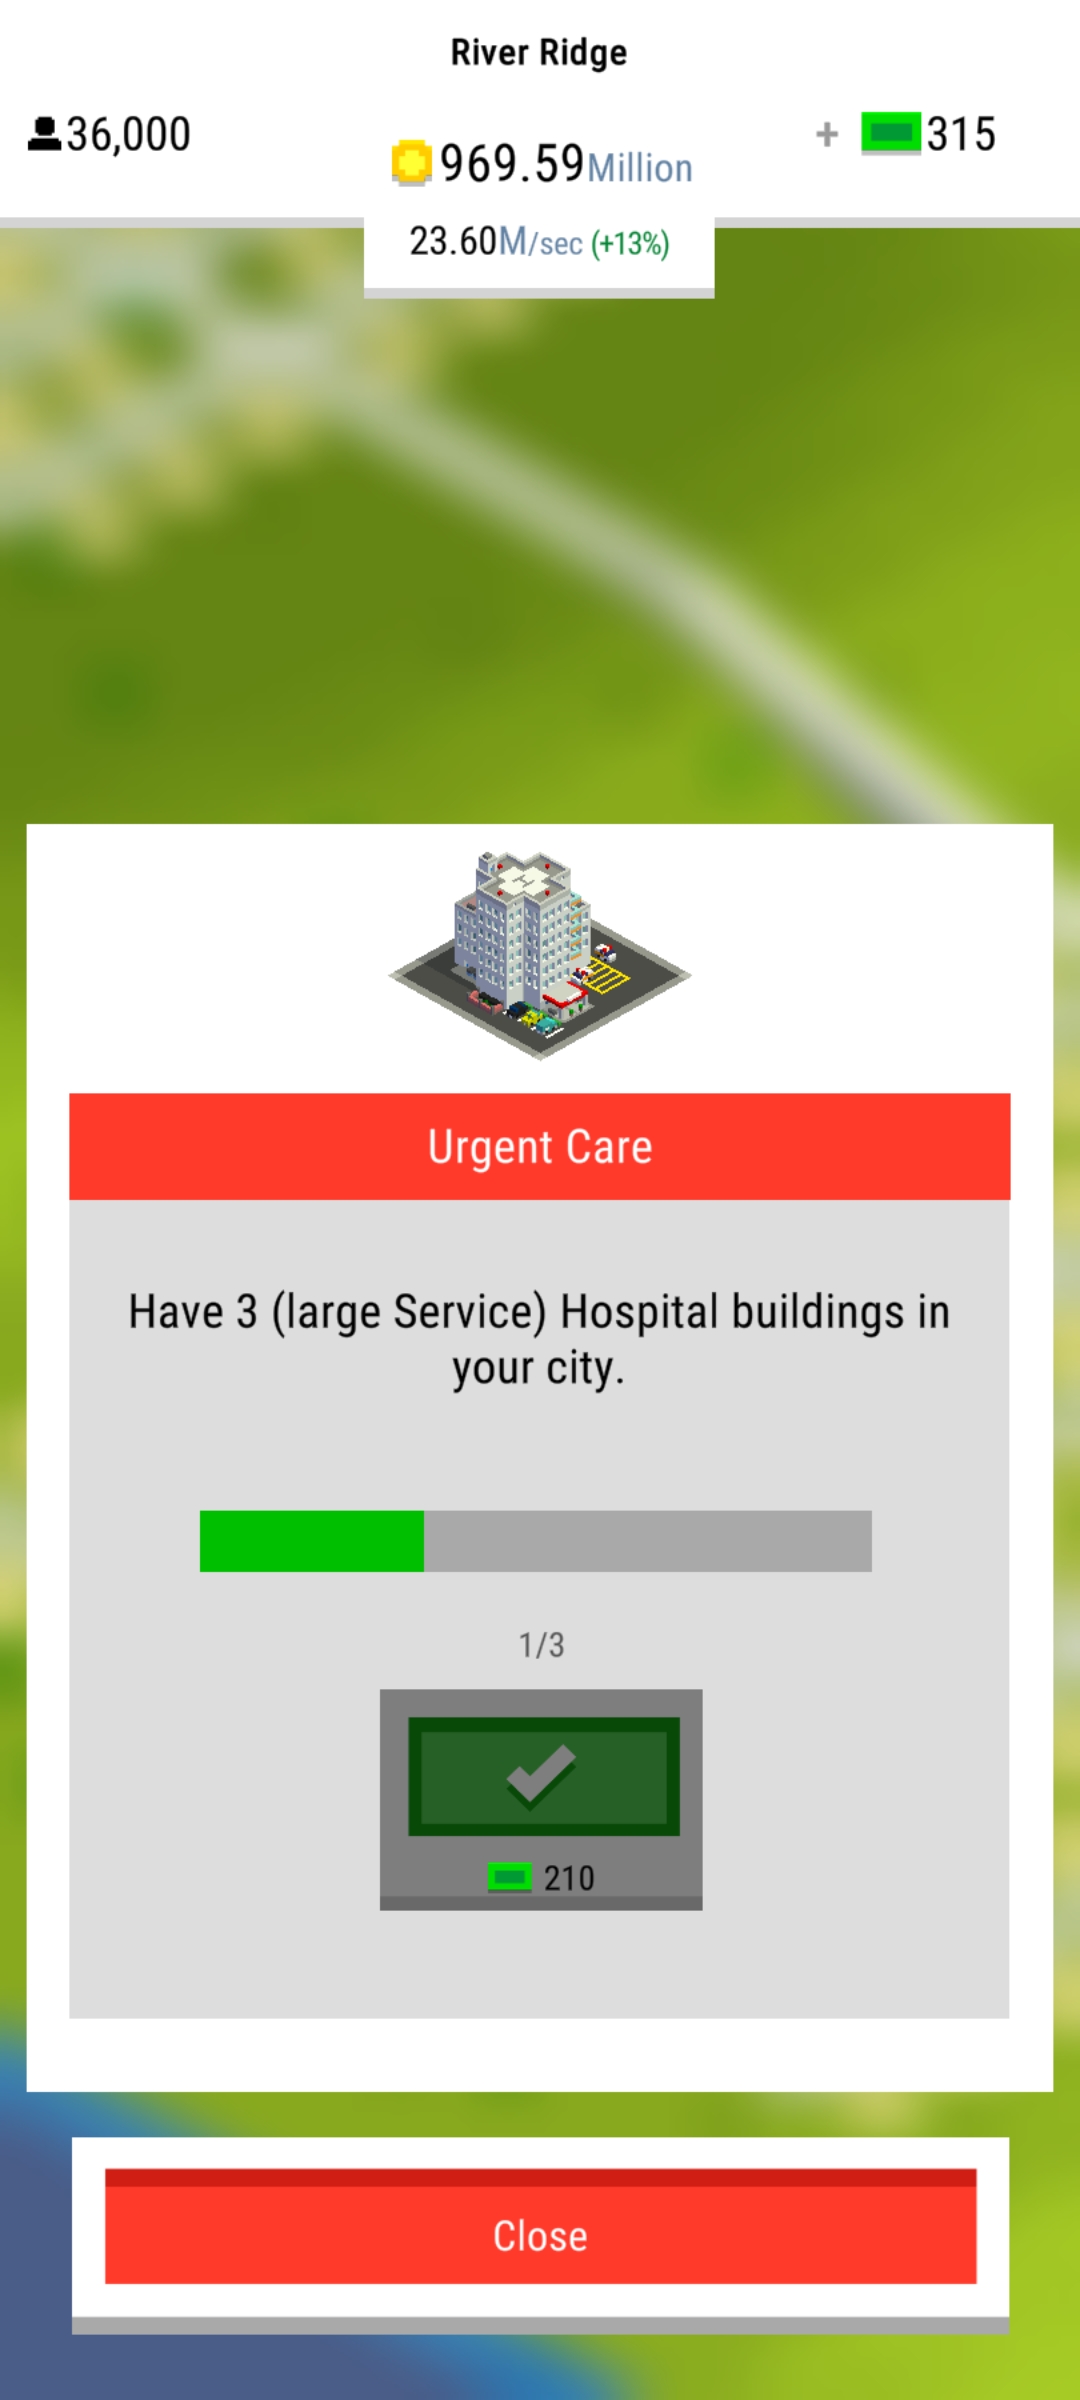 River Ridge
36,000
969.59Million
+ 315
23.60M/sec (+13%)
Urgent Care
Have 3 (large Service) Hospital buildings in
your city.
1/3
210
Close